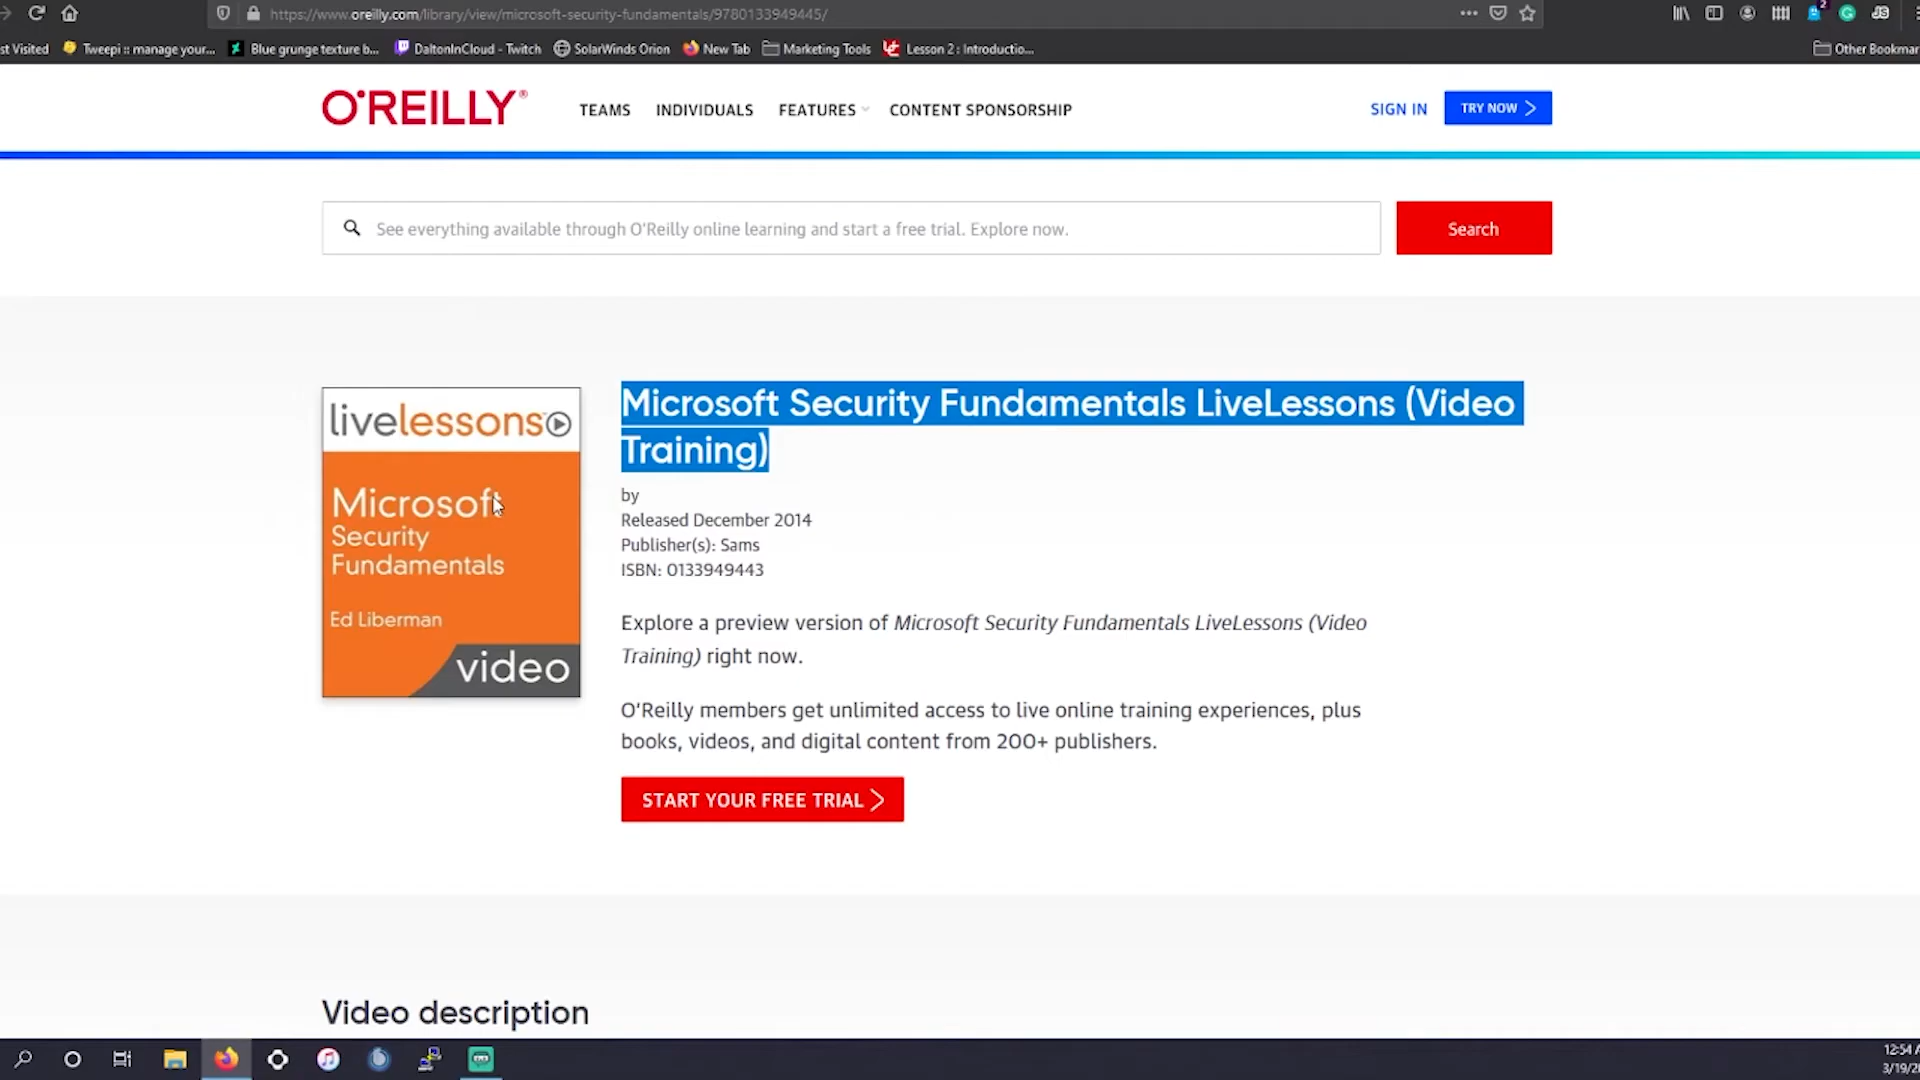 https://www.oreilly.com/library/view/microsoft-security-fundamentals/9780133949445/
2
st Visited
Tweepi :: manage your...
Blue grunge texture b...
DaltonInCloud - Twitch
SolarWinds Orion
New Tab
Marketing Tools
Lesson 2 : Introductio...
Other Bookmar
O'REILLY®
TEAMS
INDIVIDUALS
FEATURES
CONTENT SPONSORSHIP
SIGN IN
TRY NOW
See everything available through O'Reilly online learning and start a free trial. Explore now.
Search
livelessons
Microsoft
Security
Fundamentals
Ed Liberman
video
Microsoft Security Fundamentals LiveLessons (Video
Training)
by
Released December 2014
Publisher(s): Sams
ISBN: 0133949443
Explore a preview version of Microsoft Security Fundamentals LiveLessons (Video
Training) right now.
O'Reilly members get unlimited access to live online training experiences, plus
books, videos, and digital content from 200+ publishers.
START YOUR FREE TRIAL
Video description
12:54 A
3/19/2